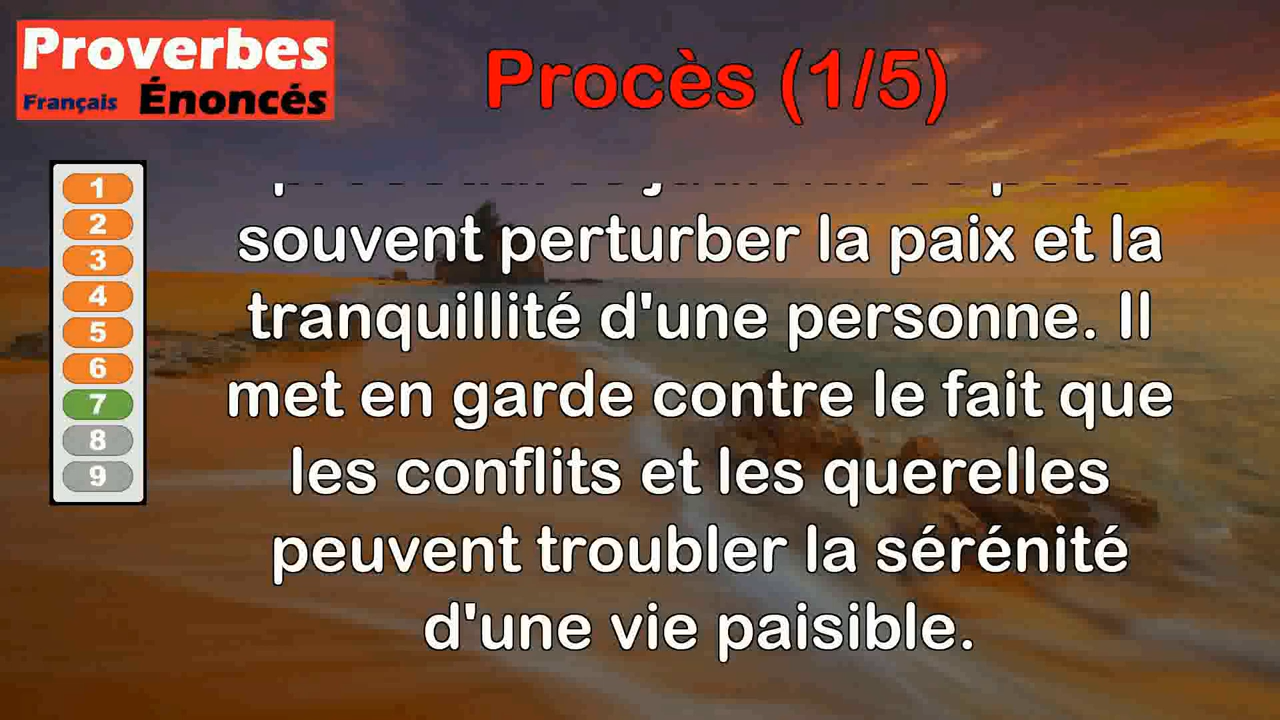 Proverbes
Français Énoncés
Procès (1/5)
1
2
3
4
5
6
7
8
9
souvent perturber la paix et la
tranquillité d'une personne. Il
met en garde contre le fait que
les conflits et les querelles
peuvent troubler la sérénité
d'une vie paisible.